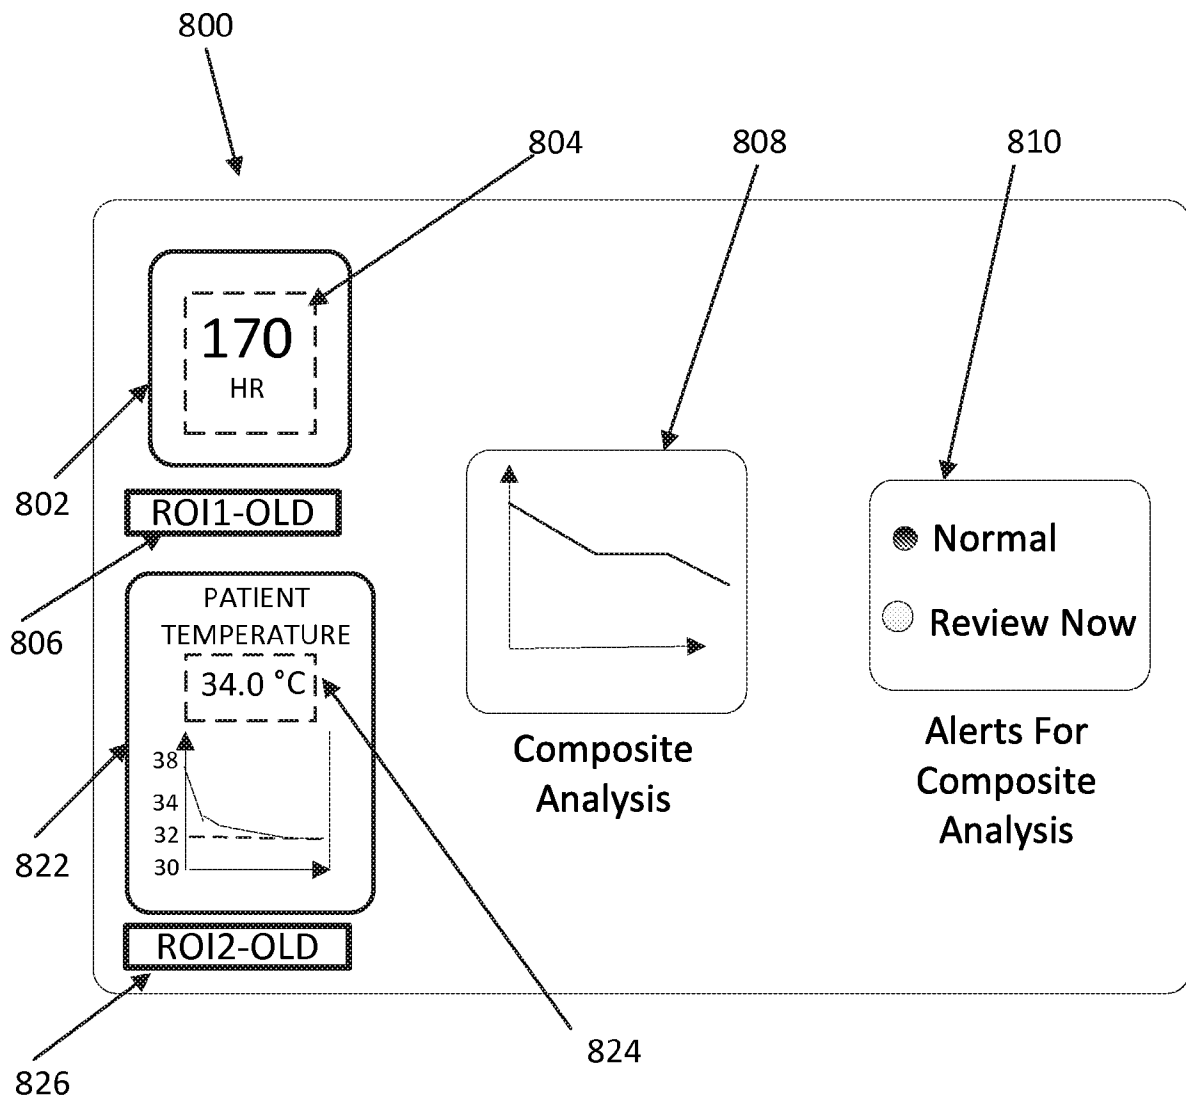 800
804
808
810
170
HR
802
ROI1-OLD
806
PATIENT
TEMPERATURE
34.0 °C
38
34
32
30
822
ROI2-OLD
826
824
Composite
Analysis
Normal
Review Now
Alerts For
Composite
Analysis